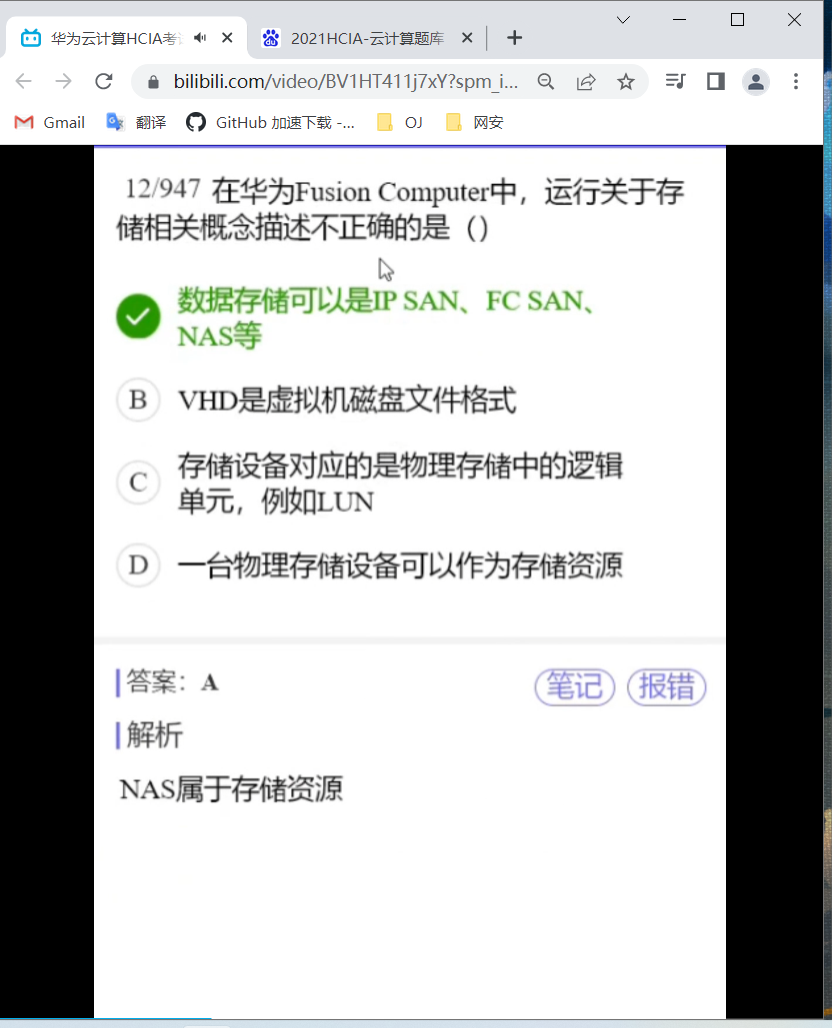 华为云计算HCIA考
2021HCIA-云计算题库
bilibili.com/video/BV1HT411j7xY?spm_i...
Gmail
翻译
GitHub 加速下载 -...
OJ
网安
12/947 在华为Fusion Computer中，运行关于存
储相关概念描述不正确的是（）
数据存储可以是IP SAN、FC SAN、
NAS等
B VHD是虚拟机磁盘文件格式
C 存储设备对应的是物理存储中的逻辑
单元，例如LUN
D 一台物理存储设备可以作为存储资源
答案：A
笔记 报错
解析
NAS属于存储资源